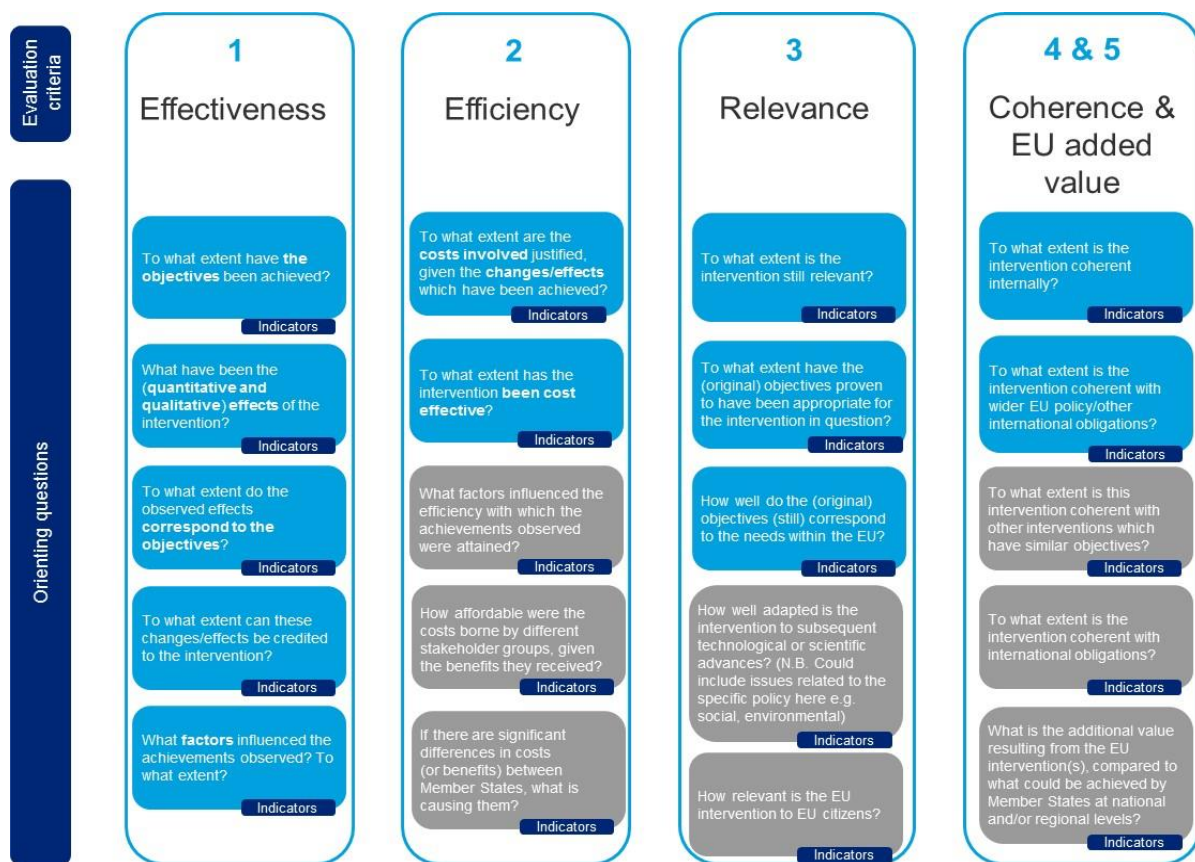 Evaluation
criteria
1
Effectiveness
2
Efficiency
3
Relevance
4 & 5
Coherence &
EU added
value
Orienting questions
To what extent have the
objectives been achieved?
Indicators
What have been the
(quantitative and
qualitative) effects of the
intervention?
Indicators
To what extent do the
observed effects
correspond to the
objectives?
Indicators
To what extent can these
changes/effects be credited
to the intervention?
Indicators
What factors influenced the
achievements observed? To
what extent?
Indicators
To what extent are the
costs involved justified,
given the changes/effects
which have been achieved?
Indicators
To what extent has the
intervention been cost
effective?
Indicators
What factors influenced the
efficiency with which the
achievements observed
were attained?
Indicators
How affordable were the
costs borne by different
stakeholder groups, given
the benefits they received?
Indicators
If there are significant
differences in costs
(or benefits) between
Member States, what is
causing them?
Indicators
To what extent is the
intervention still relevant?
Indicators
To what extent have the
(original) objectives proven
to have been appropriate for
the intervention in question?
Indicators
How well do the (original)
objectives (still) correspond
to the needs within the EU?
Indicators
How well adapted is the
intervention to subsequent
technological or scientific
advances? (N.B. Could
include issues related to the
specific policy here e.g.
social, environmental)
Indicators
How relevant is the EU
intervention to EU citizens?
Indicators
To what extent is the
intervention coherent
internally?
Indicators
To what extent is the
intervention coherent with
wider EU policy/other
international obligations?
Indicators
To what extent is this
intervention coherent with
other interventions which
have similar objectives?
Indicators
To what extent is the
intervention coherent with
international obligations?
Indicators
What is the additional value
resulting from the EU
intervention(s), compared to
what could be achieved by
Member States at national
and/or regional levels?
Indicators